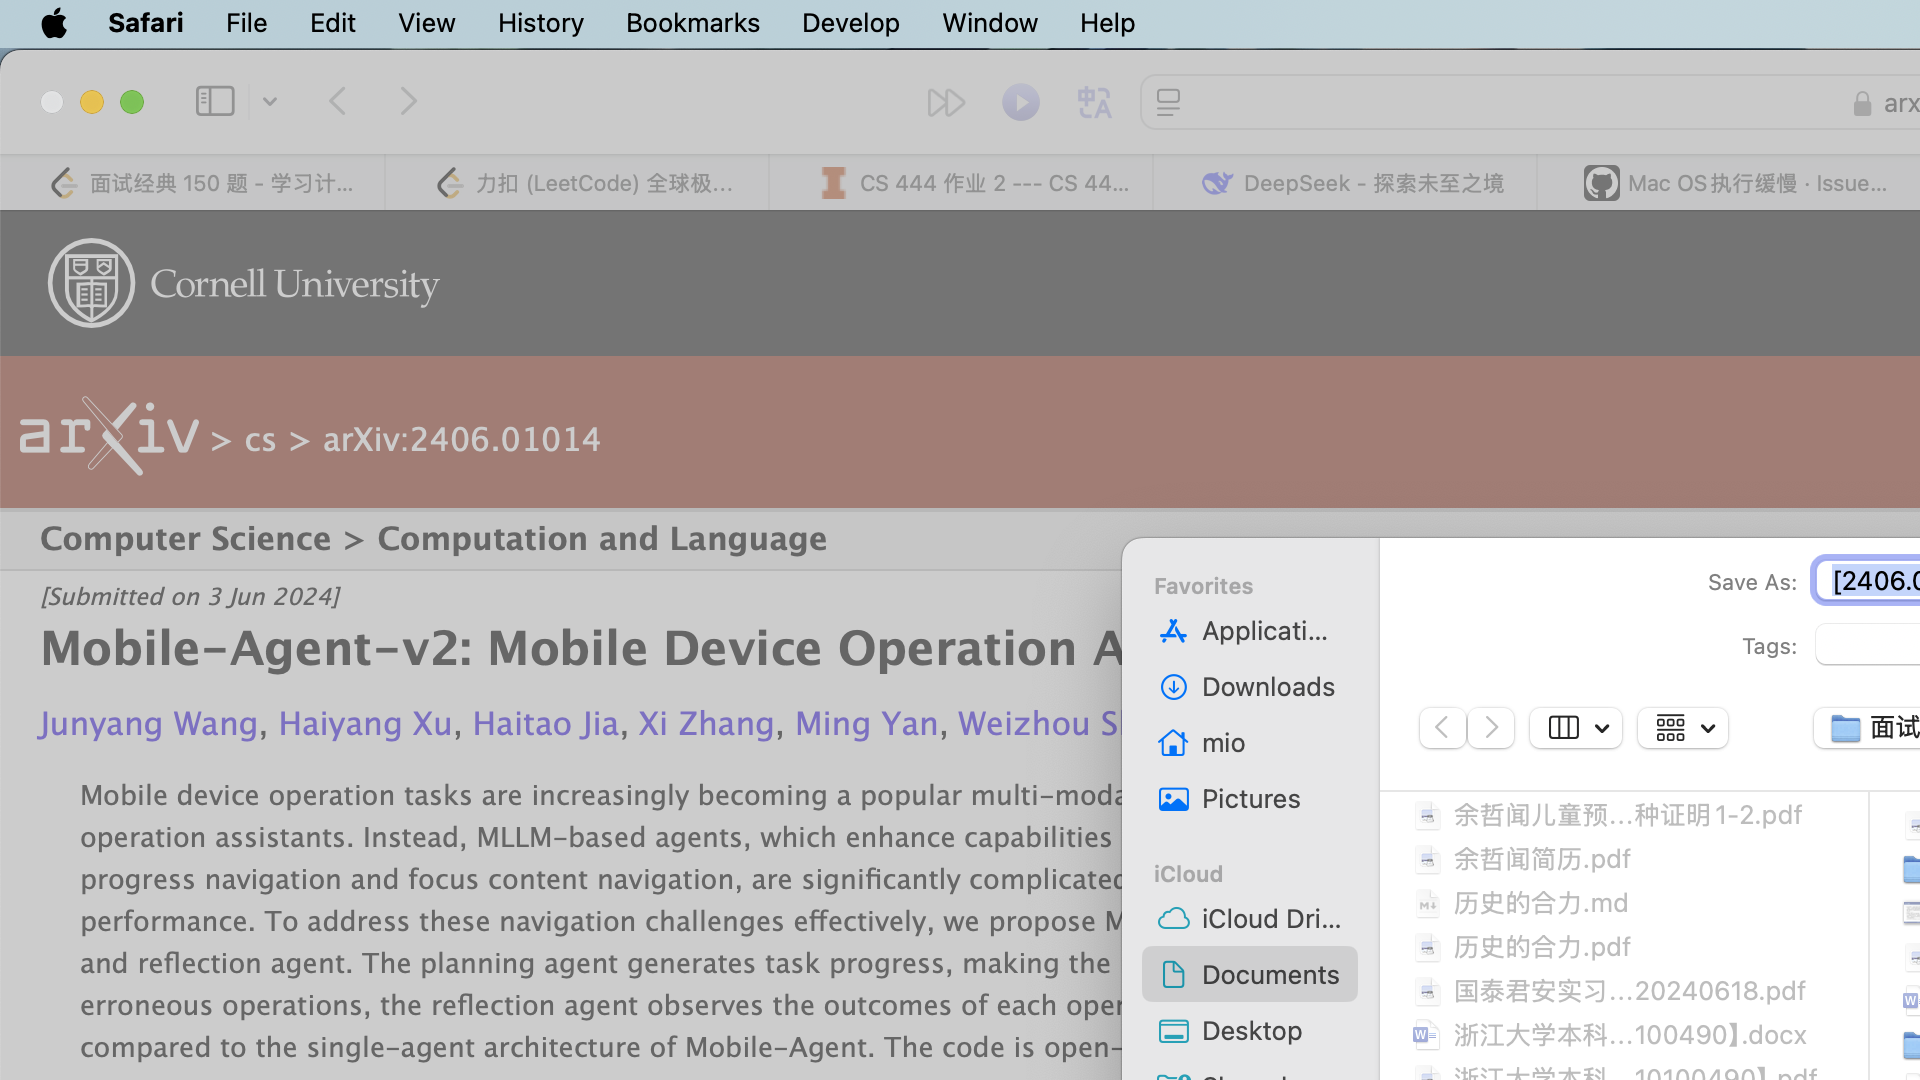 Safari File Edit View History Bookmarks Develop Window Help
arx
面试经典 150 题 - 学习计... 力扣 (LeetCode) 全球极... CS 444 作业 2 --- CS 44... DeepSeek - 探索未至之境 Mac OS执行缓慢 · Issue...
Cornell University
arXiv > cs > arXiv:2406.01014
Computer Science > Computation and Language
[Submitted on 3 Jun 2024]
Mobile-Agent-v2: Mobile Device Operation A
Junyang Wang, Haiyang Xu, Haitao Jia, Xi Zhang, Ming Yan, Weizhou S
Mobile device operation tasks are increasingly becoming a popular multi-moda
operation assistants. Instead, MLLM-based agents, which enhance capabilities
progress navigation and focus content navigation, are significantly complicated
performance. To address these navigation challenges effectively, we propose M
and reflection agent. The planning agent generates task progress, making the
erroneous operations, the reflection agent observes the outcomes of each oper
compared to the single-agent architecture of Mobile-Agent. The code is open-
Favorites
Applicati...
Downloads
mio
Pictures
iCloud
iCloud Dri...
Documents
Desktop
Save As: [2406.0
Tags:
面试
余哲闻儿童预...种证明1-2.pdf
余哲闻简历.pdf
历史的合力.md
历史的合力.pdf
国泰君安实习...20240618.pdf
浙江大学本科...100490】.docx
浙江大学本科...10100490】.pdf